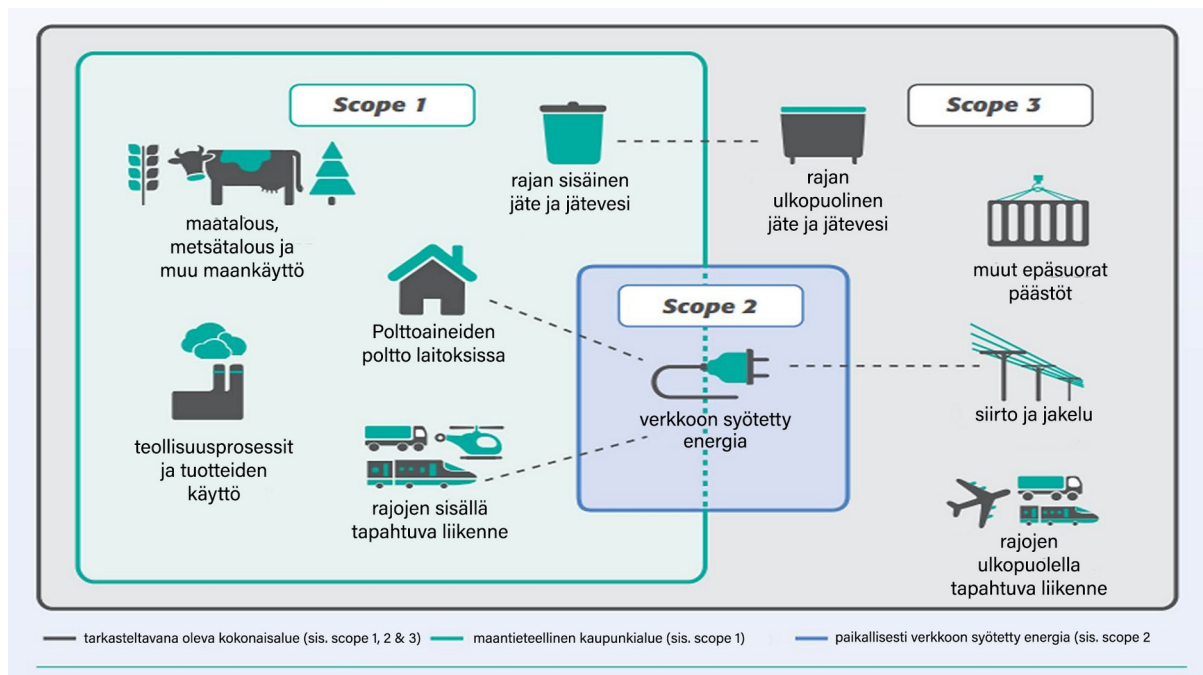 Scope 1
maatalous,
metsätalous ja
muu maankäyttö
rajan sisäinen
jäte ja jätevesi
Polttoaineiden
poltto laitoksissa
teollisuusprosessit
ja tuotteiden
käyttö
rajojen sisällä
tapahtuva liikenne
Scope 2
verkkoon syötetty
energia
Scope 3
rajan
ulkopuolinen
jäte ja jätevesi
muut epäsuorat
päästöt
siirto ja jakelu
rajojen
ulkopuolella
tapahtuva liikenne
tarkasteltavana oleva kokonaisalue (sis. scope 1, 2 & 3)
maantieteellinen kaupunkialue (sis. scope 1)
paikallisesti verkkoon syötetty energia (sis. scope 2